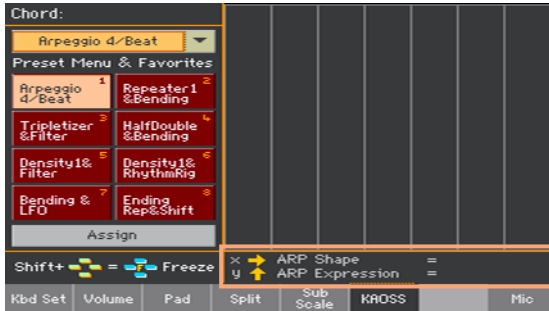 Chord:
Arpeggio 4/Beat
Preset Menu & Favorites
Arpeggio 4/Beat 1
Repeater1 &Bending 2
Tripletizer &Filter 3
HalfDouble &Bending 4
Density1& Filter 5
Density1& RhythmRig 6
Bending & LFO 7
Ending Rep&Shift 8
Assign
Shift+ = F Freeze
x ARP Shape =
y ARP Expression =
Kbd Set Volume Pad Split Sub Scale KAOSS Mic